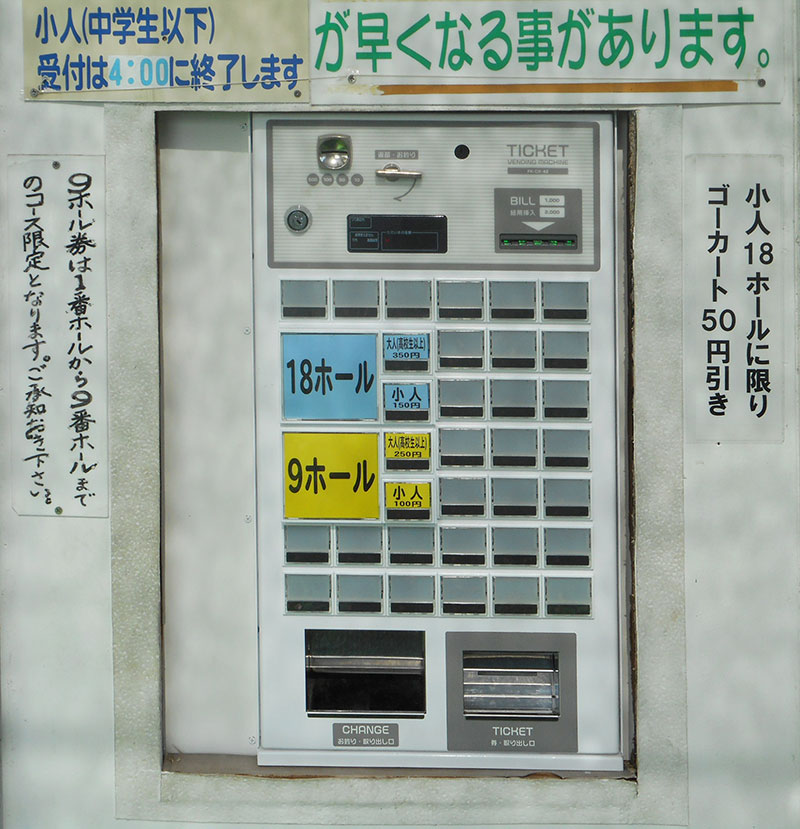 小人(中学生以下)
受付は4:00に終了します
が早くなる事があります。
9ホール券は1番ホールから9番ホールまで
のコース限定となります。ご承知おき下さい。
TICKET
VENDING MACHINE
BILL
1,000
紙幣挿入
2,000
18ホール
大人(高校生以上)
350円
小人
150円
9ホール
大人(高校生以上)
250円
小人
100円
CHANGE
お釣り・取り出し口
TICKET
券・取り出し口
小人18ホールに限り
ゴーカート50円引き